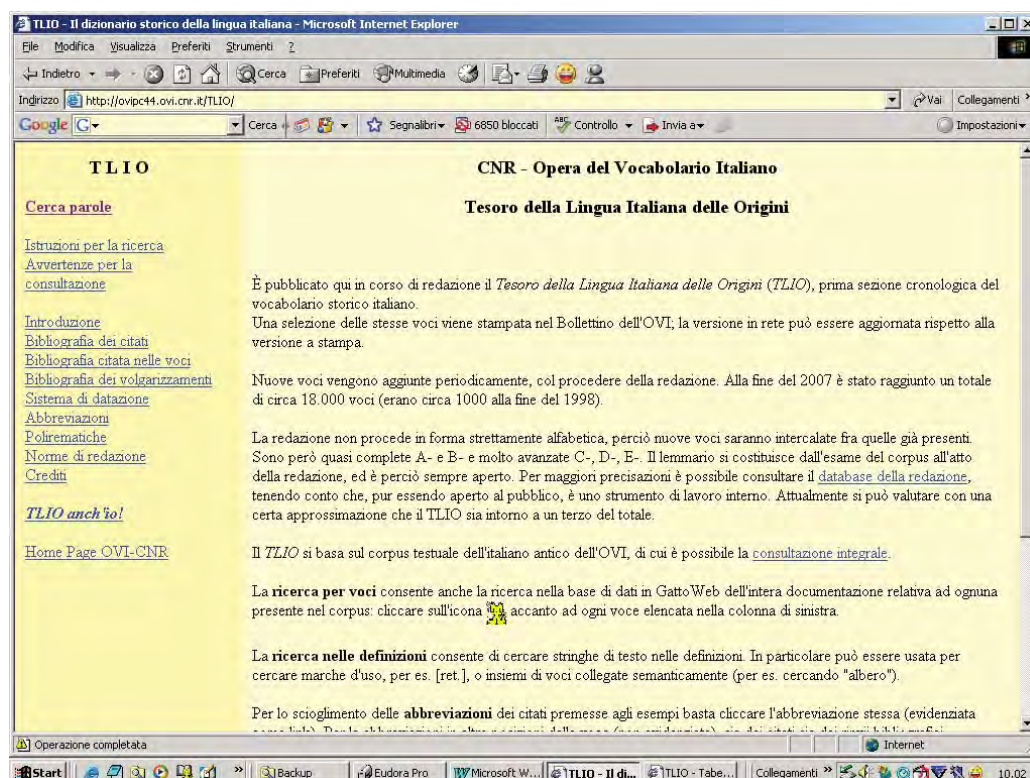 TLIO - Il dizionario storico della lingua italiana - Microsoft Internet Explorer
File Modifica Visualizza Preferiti Strumenti ?
Indietro Cerca Preferiti Multimedia
Indirizzo http://ovipc44.ovi.cnr.it/TLIO/ Vai Collegamenti »
Google G Cerca Segnalibri 6850 bloccati ABC Controllo Invia a Impostazioni
T L I O
Cerca parole
Istruzioni per la ricerca
Avvertenze per la
consultazione
Introduzione
Bibliografia dei citati
Bibliografia citata nelle voci
Bibliografia dei volgarizzamenti
Sistema di datazione
Abbreviazioni
Polirematiche
Norme di redazione
Crediti
TLIO anch'io!
Home Page OVI-CNR
CNR - Opera del Vocabolario Italiano
Tesoro della Lingua Italiana delle Origini
È pubblicato qui in corso di redazione il Tesoro della Lingua Italiana delle Origini (TLIO), prima sezione cronologica del
vocabolario storico italiano.
Una selezione delle stesse voci viene stampata nel Bollettino dell'OVI; la versione in rete può essere aggiornata rispetto alla
versione a stampa.
Nuove voci vengono aggiunte periodicamente, col procedere della redazione. Alla fine del 2007 è stato raggiunto un totale
di circa 18.000 voci (erano circa 1000 alla fine del 1998).
La redazione non procede in forma strettamente alfabetica, perciò nuove voci saranno intercalate fra quelle già presenti.
Sono però quasi complete A- e B- e molto avanzate C-, D-, E-. Il lemmario si costituisce dall'esame del corpus all'atto
della redazione, ed è perciò sempre aperto. Per maggiori precisazioni è possibile consultare il database della redazione,
tenendo conto che, pur essendo aperto al pubblico, è uno strumento di lavoro interno. Attualmente si può valutare con una
certa approssimazione che il TLIO sia intorno a un terzo del totale.
Il TLIO si basa sul corpus testuale dell'italiano antico dell'OVI, di cui è possibile la consultazione integrale.
La ricerca per voci consente anche la ricerca nella base di dati in GattoWeb dell'intera documentazione relativa ad ognuna
presente nel corpus: cliccare sull'icona accanto ad ogni voce elencata nella colonna di sinistra.
La ricerca nelle definizioni consente di cercare stringhe di testo nelle definizioni. In particolare può essere usata per
cercare marche d'uso, per es. [ret.], o insiemi di voci collegate semanticamente (per es. cercando "albero").
Per lo scioglimento delle abbreviazioni dei citati premesse agli esempi basta cliccare l'abbreviazione stessa (evidenziata
Operazione completata Internet
Start » Backup Eudora Pro Microsoft W... TLIO - Il di... TLIO - Tabe... Collegamenti » 10.02